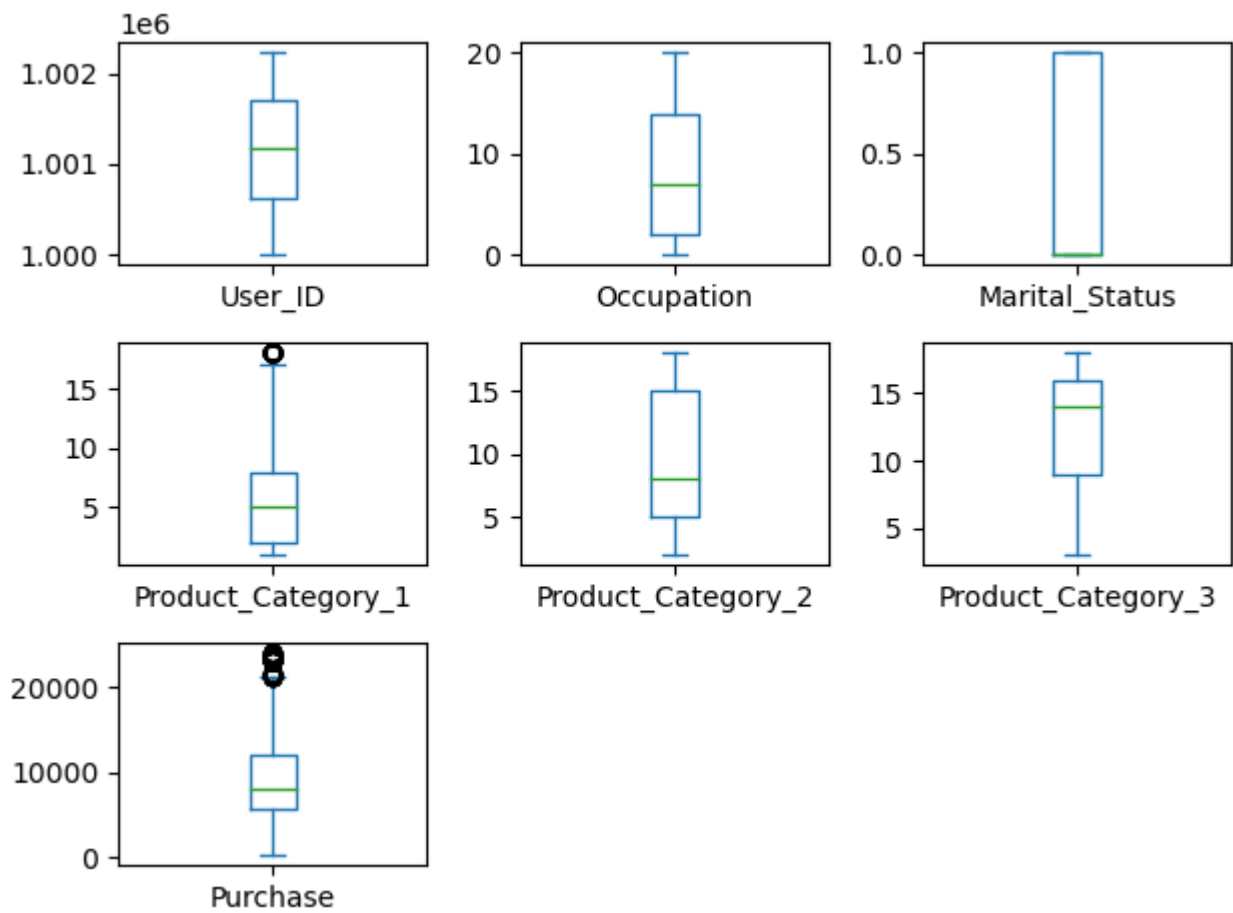 1e6
1.002
1.001
1.000
User_ID
20
10
0
Occupation
1.0
0.5
0.0
Marital_Status
15
10
5
Product_Category_1
15
10
5
Product_Category_2
15
10
5
Product_Category_3
20000
10000
0
Purchase